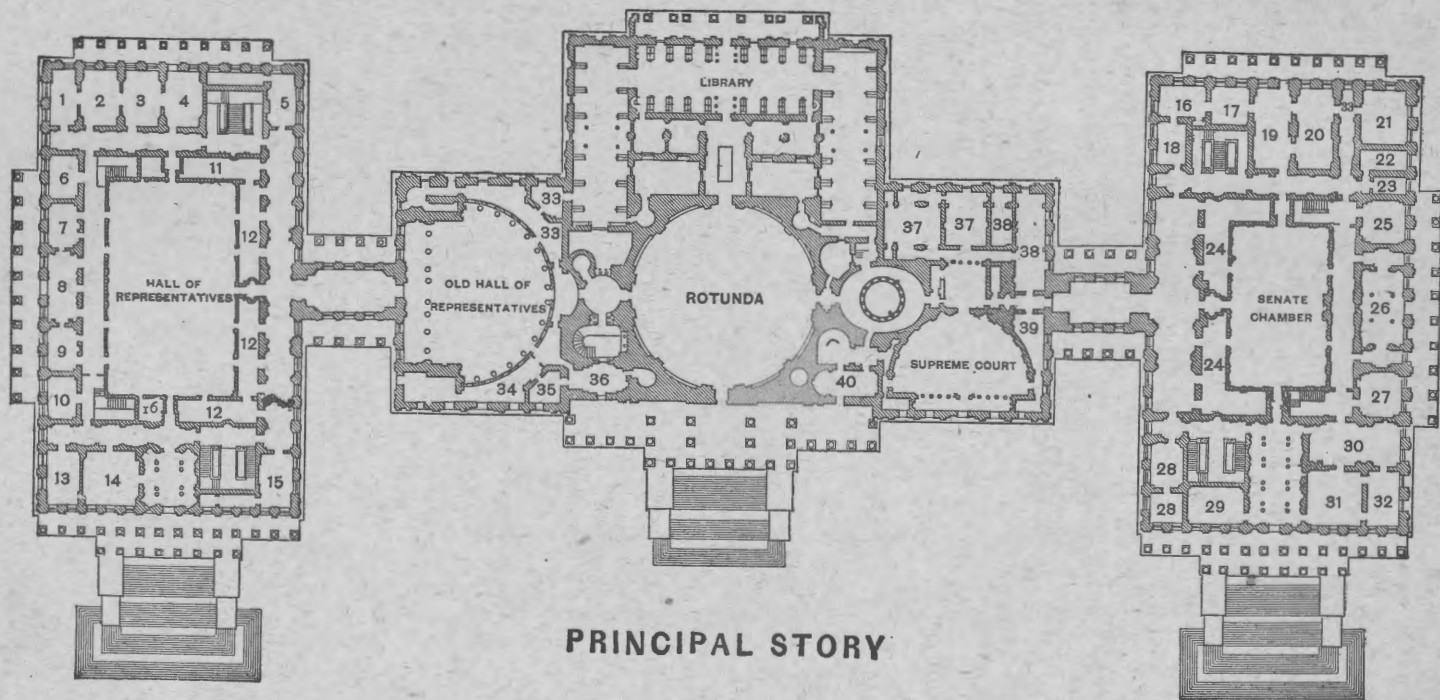 1 2 3 4 5
6 11
7 12
8
HALL OF
REPRESENTATIVES
9 12
10 16 12
13 14 15
33
33
OLD HALL OF
REPRESENTATIVES
34 35
36
LIBRARY
ROTUNDA
37 37 38
38
39
SUPREME COURT
40
16 17 19 20 33 21
18 22
23
24 25
SENATE
CHAMBER
26
24 27
28 30
28 29 31 32
PRINCIPAL STORY